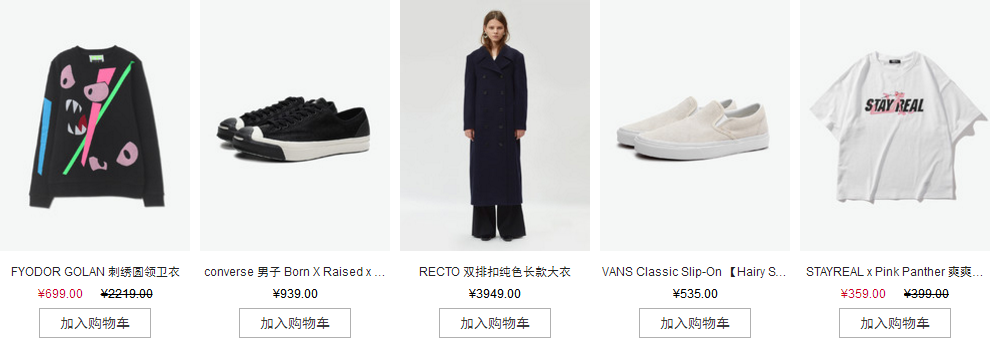 STAY REAL
FYODOR GOLAN 刺绣圆领卫衣
converse 男子 Born X Raised x ...
RECTO 双排扣纯色长款大衣
VANS Classic Slip-On 【Hairy S...
STAYREAL x Pink Panther 爽爽...
¥699.00 ¥2219.00
¥939.00
¥3949.00
¥535.00
¥359.00 ¥399.00
加入购物车
加入购物车
加入购物车
加入购物车
加入购物车